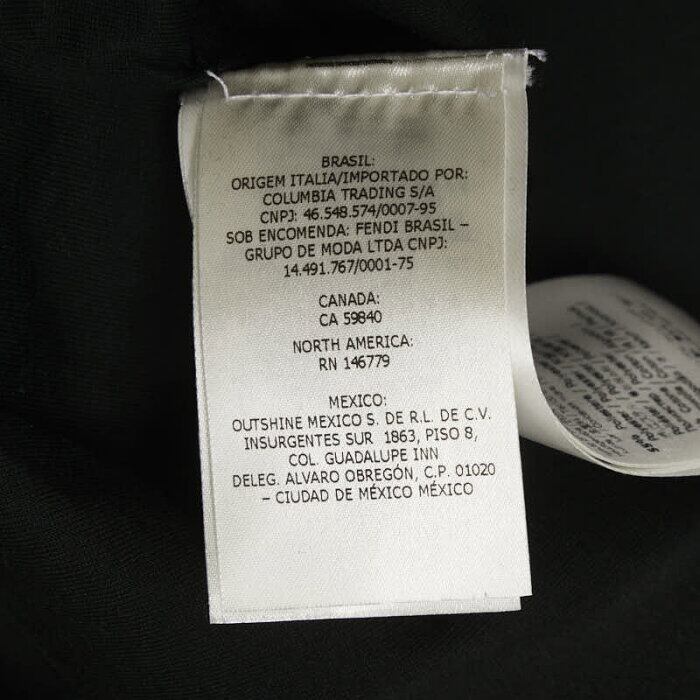 BRASIL:
ORIGEM ITALIA/IMPORTADO POR:
COLUMBIA TRADING S/A
CNPJ: 46.548.574/0007-95
SOB ENCOMENDA: FENDI BRASIL –
GRUPO DE MODA LTDA CNPJ:
14.491.767/0001-75
CANADA:
CA 59840
NORTH AMERICA:
RN 146779
MEXICO:
OUTSHINE MEXICO S. DE R.L. DE C.V.
INSURGENTES SUR 1863, PISO 8,
COL. GUADALUPE INN
DELEG. ALVARO OBREGÓN, C.P. 01020
– CIUDAD DE MÉXICO MÉXICO